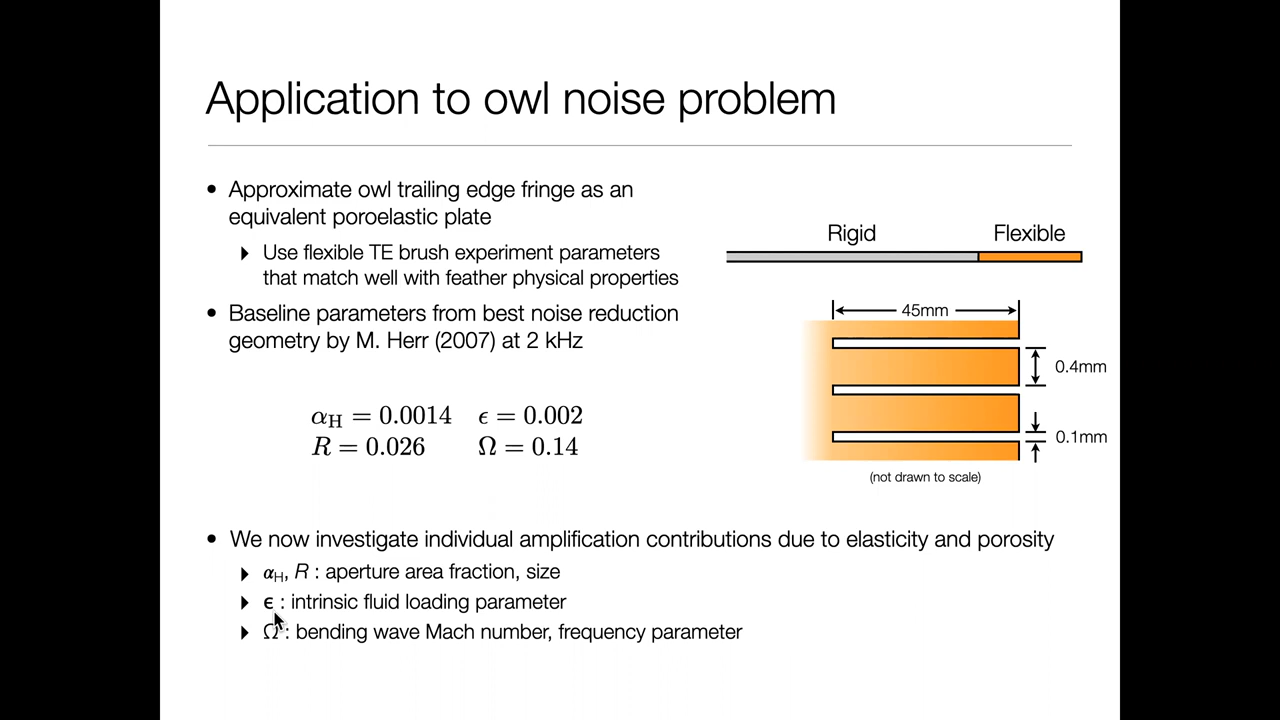 Application to owl noise problem
• Approximate owl trailing edge fringe as an
equivalent poroelastic plate
Use flexible TE brush experiment parameters
that match well with feather physical properties
• Baseline parameters from best noise reduction
geometry by M. Herr (2007) at 2 kHz
α_H = 0.0014 ϵ = 0.002
R = 0.026 Ω = 0.14
Rigid Flexible
45mm
0.4mm
0.1mm
(not drawn to scale)
• We now investigate individual amplification contributions due to elasticity and porosity
α_H, R : aperture area fraction, size
ϵ : intrinsic fluid loading parameter
Ω : bending wave Mach number, frequency parameter